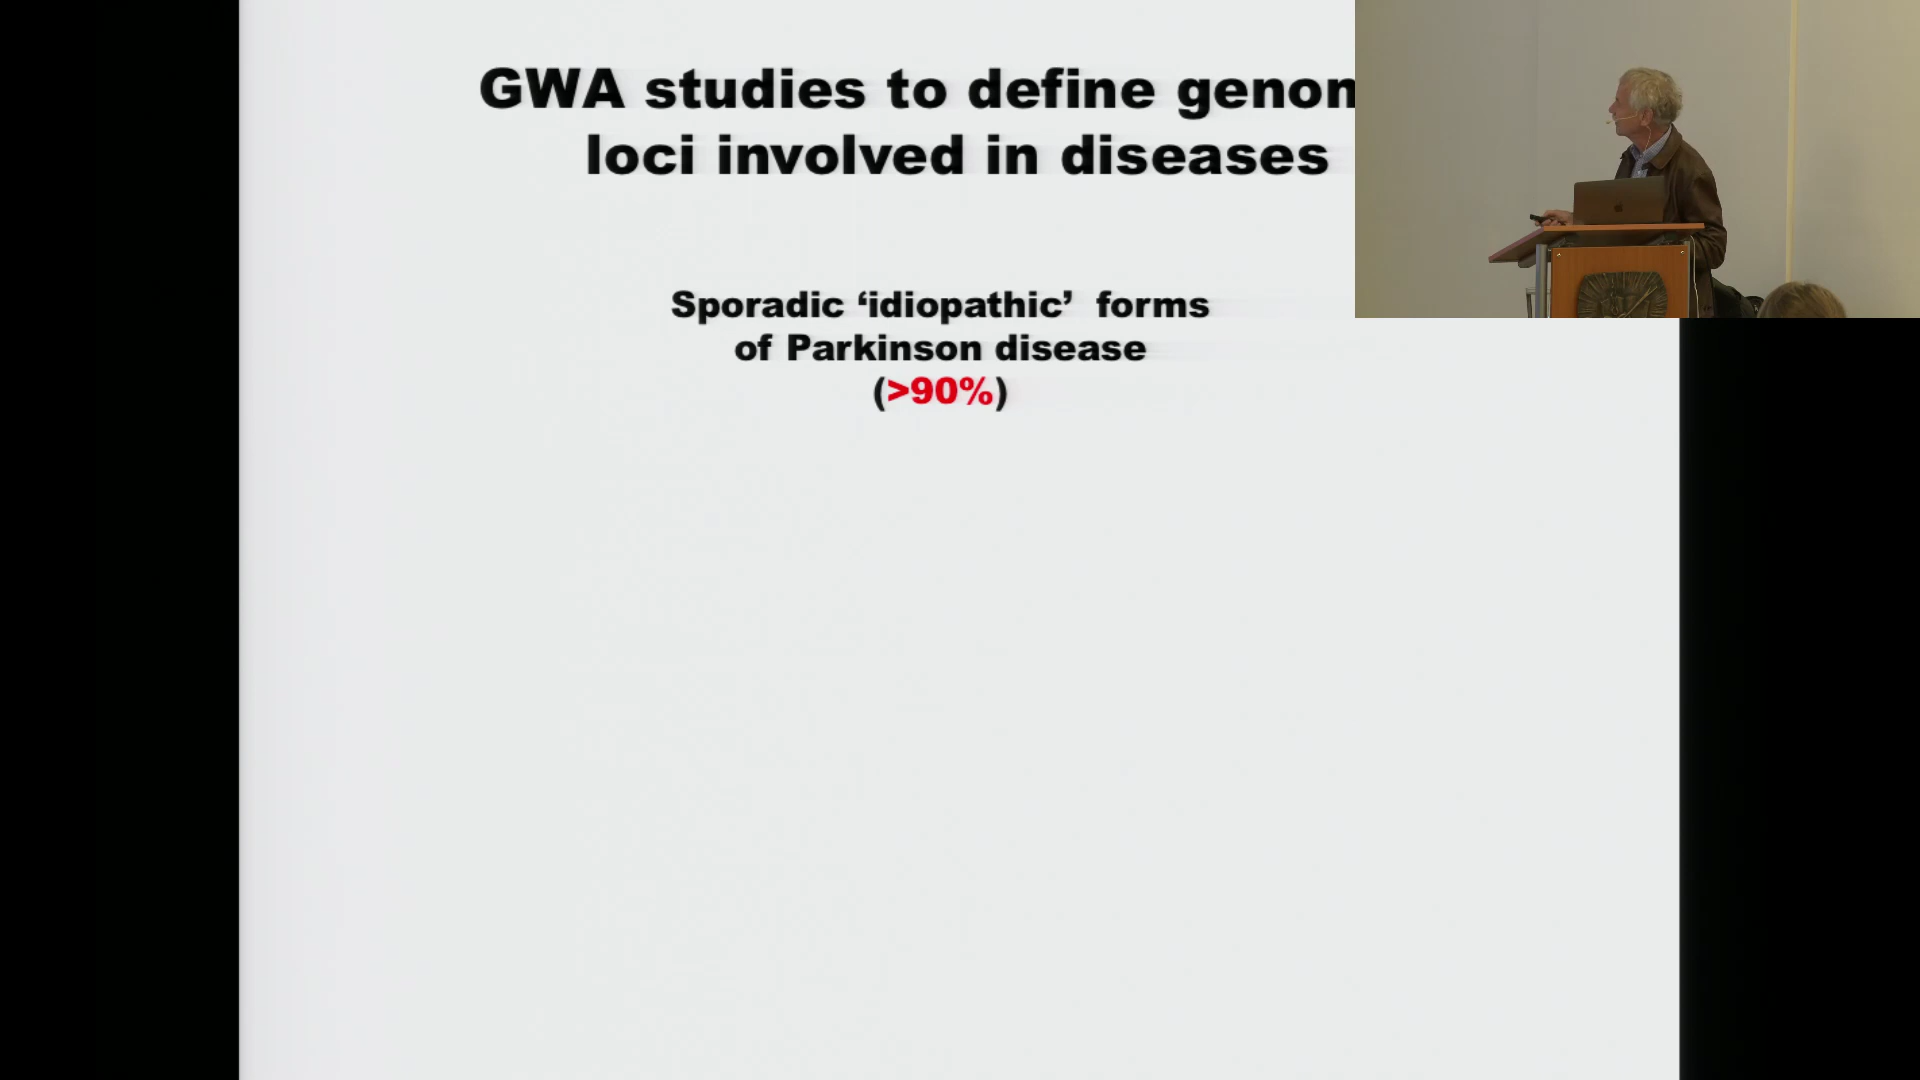 GWA studies to define genom
loci involved in diseases
Sporadic ‘idiopathic’ forms
of Parkinson disease
(>90%)